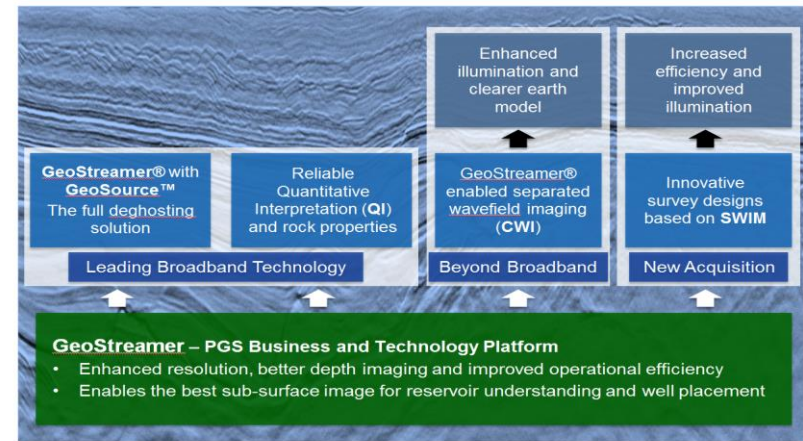 Enhanced
illumination and
clearer earth
model
Increased
efficiency and
improved
illumination
GeoStreamer® with
GeoSource™
The full deghosting
solution
Reliable
Quantitative
Interpretation (QI)
and rock properties
GeoStreamer®
enabled separated
wavefield imaging
(CWI)
Innovative
survey designs
based on SWIM
Leading Broadband Technology
Beyond Broadband
New Acquisition
GeoStreamer – PGS Business and Technology Platform
• Enhanced resolution, better depth imaging and improved operational efficiency
• Enables the best sub-surface image for reservoir understanding and well placement